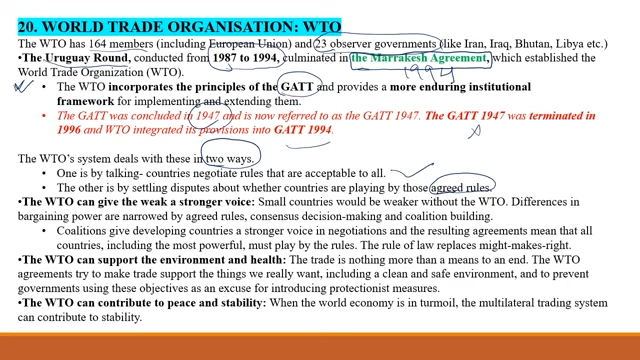 20. WORLD TRADE ORGANISATION: WTO
The WTO has 164 members (including European Union) and 23 observer governments (like Iran, Iraq, Bhutan, Libya etc.)
• The Uruguay Round, conducted from 1987 to 1994, culminated in the Marrakesh Agreement, which established the
World Trade Organization (WTO).
1994
• The WTO incorporates the principles of the GATT and provides a more enduring institutional
framework for implementing and extending them.
• The GATT was concluded in 1947 and is now referred to as the GATT 1947. The GATT 1947 was terminated in
1996 and WTO integrated its provisions into GATT 1994.
The WTO's system deals with these in two ways.
• One is by talking- countries negotiate rules that are acceptable to all.
• The other is by settling disputes about whether countries are playing by those agreed rules.
• The WTO can give the weak a stronger voice: Small countries would be weaker without the WTO. Differences in
bargaining power are narrowed by agreed rules, consensus decision-making and coalition building.
• Coalitions give developing countries a stronger voice in negotiations and the resulting agreements mean that all
countries, including the most powerful, must play by the rules. The rule of law replaces might-makes-right.
• The WTO can support the environment and health: The trade is nothing more than a means to an end. The WTO
agreements try to make trade support the things we really want, including a clean and safe environment, and to prevent
governments using these objectives as an excuse for introducing protectionist measures.
• The WTO can contribute to peace and stability: When the world economy is in turmoil, the multilateral trading system
can contribute to stability.